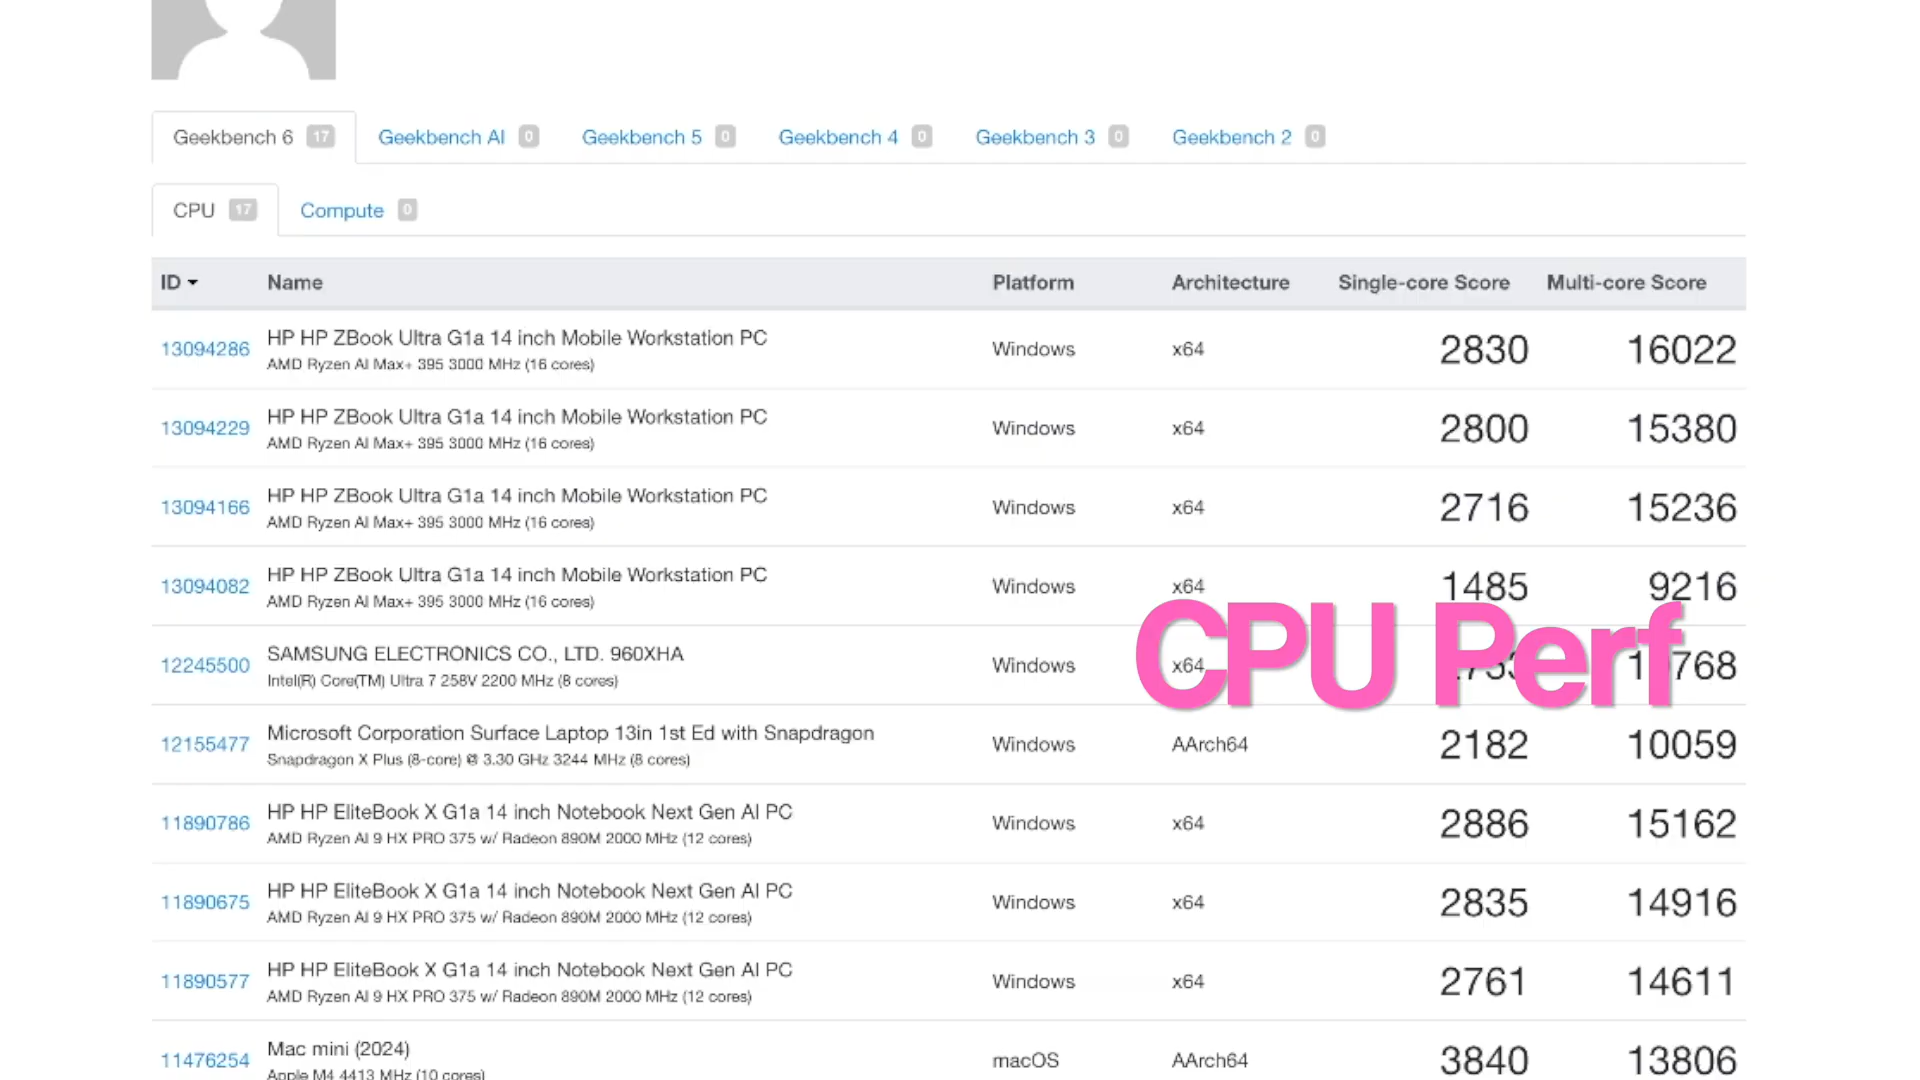 Geekbench 6 17 Geekbench AI 0 Geekbench 5 0 Geekbench 4 0 Geekbench 3 0 Geekbench 2 0
CPU 17 Compute 0
ID Name Platform Architecture Single-core Score Multi-core Score
13094286 HP HP ZBook Ultra G1a 14 inch Mobile Workstation PC Windows x64 2830 16022
AMD Ryzen AI Max+ 395 3000 MHz (16 cores)
13094229 HP HP ZBook Ultra G1a 14 inch Mobile Workstation PC Windows x64 2800 15380
AMD Ryzen AI Max+ 395 3000 MHz (16 cores)
13094166 HP HP ZBook Ultra G1a 14 inch Mobile Workstation PC Windows x64 2716 15236
AMD Ryzen AI Max+ 395 3000 MHz (16 cores)
13094082 HP HP ZBook Ultra G1a 14 inch Mobile Workstation PC Windows x64 1485 9216
AMD Ryzen AI Max+ 395 3000 MHz (16 cores)
CPU Perf
12245500 SAMSUNG ELECTRONICS CO., LTD. 960XHA Windows x64
Intel(R) Core(TM) Ultra 7 258V 2200 MHz (8 cores)
12155477 Microsoft Corporation Surface Laptop 13in 1st Ed with Snapdragon Windows AArch64 2182 10059
Snapdragon X Plus (8-core) @ 3.30 GHz 3244 MHz (8 cores)
11890786 HP HP EliteBook X G1a 14 inch Notebook Next Gen AI PC Windows x64 2886 15162
AMD Ryzen AI 9 HX PRO 375 w/ Radeon 890M 2000 MHz (12 cores)
11890675 HP HP EliteBook X G1a 14 inch Notebook Next Gen AI PC Windows x64 2835 14916
AMD Ryzen AI 9 HX PRO 375 w/ Radeon 890M 2000 MHz (12 cores)
11890577 HP HP EliteBook X G1a 14 inch Notebook Next Gen AI PC Windows x64 2761 14611
AMD Ryzen AI 9 HX PRO 375 w/ Radeon 890M 2000 MHz (12 cores)
11476254 Mac mini (2024) macOS AArch64 3840 13806
Apple M4 4413 MHz (10 cores)